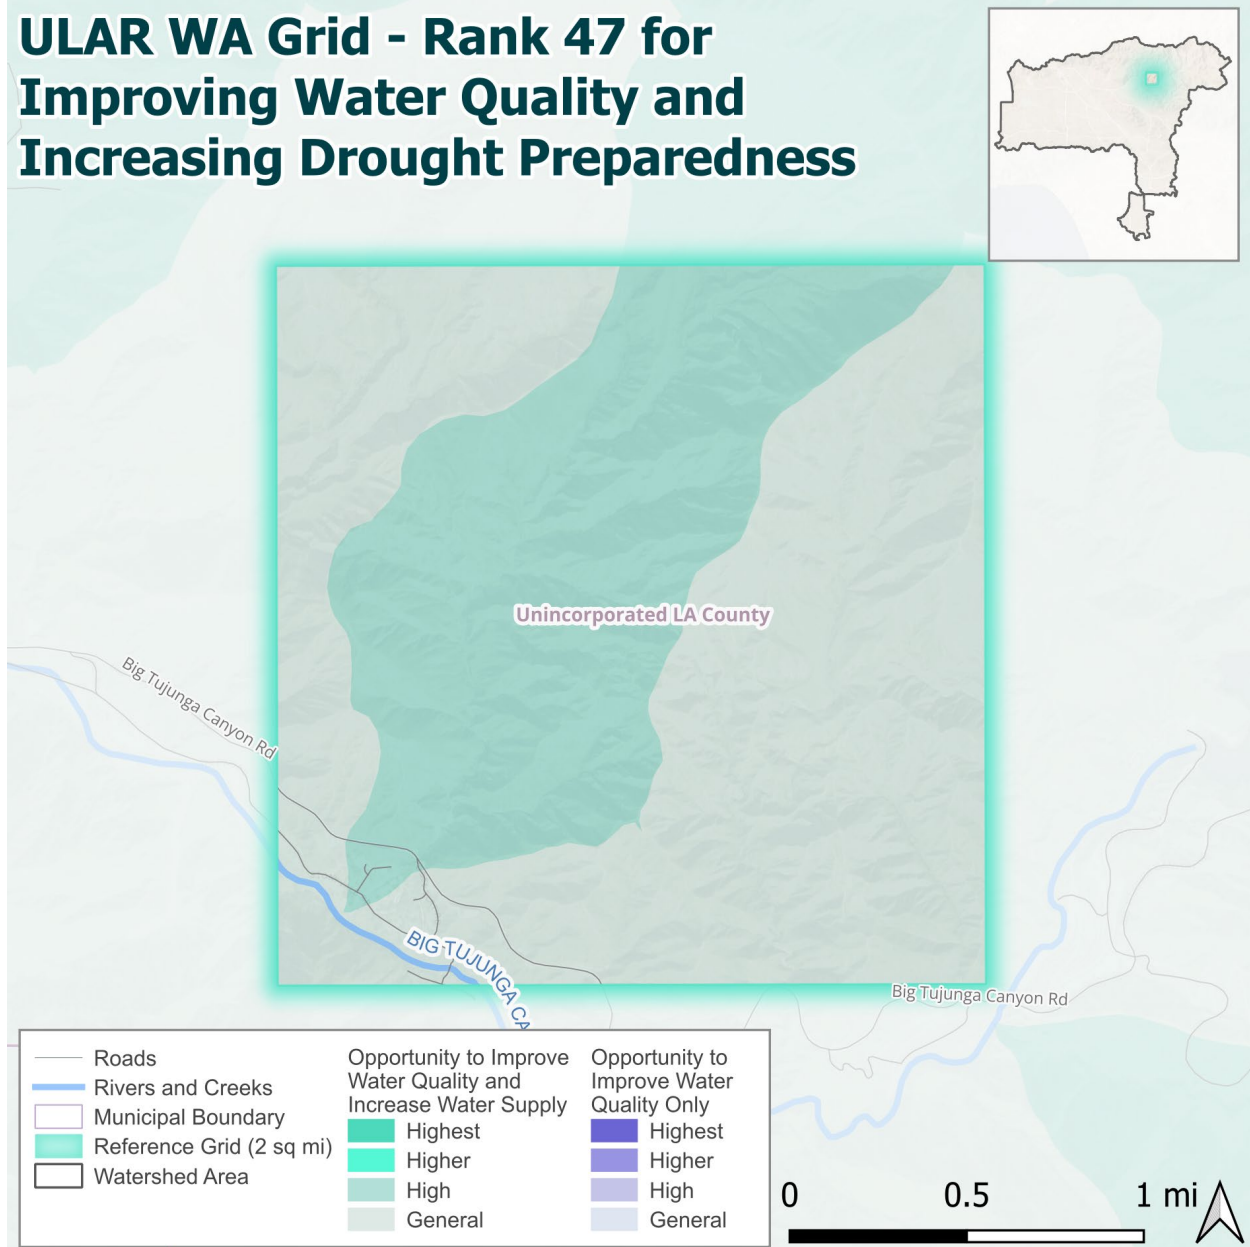 ULAR WA Grid - Rank 47 for
Improving Water Quality and
Increasing Drought Preparedness
Unincorporated LA County
Big Tujunga Canyon Rd
BIG TUJUNGA CA
Big Tujunga Canyon Rd
Roads
Rivers and Creeks
Municipal Boundary
Reference Grid (2 sq mi)
Watershed Area
Opportunity to Improve
Water Quality and
Increase Water Supply
Highest
Higher
High
General
Opportunity to
Improve Water
Quality Only
Highest
Higher
High
General
0 0.5 1 mi